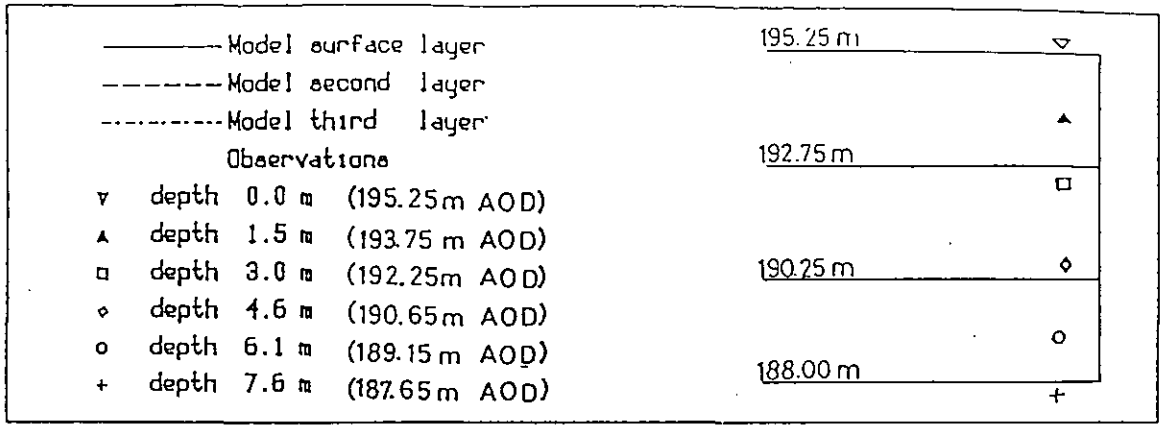 Model surface layer
Model second layer
Model third layer
Observations
depth 0.0 m (195.25m AOD)
depth 1.5 m (193.75 m AOD)
depth 3.0 m (192.25m AOD)
depth 4.6 m (190.65m AOD)
depth 6.1 m (189.15m AOD)
depth 7.6 m (187.65m AOD)
195.25 m
192.75 m
190.25 m
188.00 m